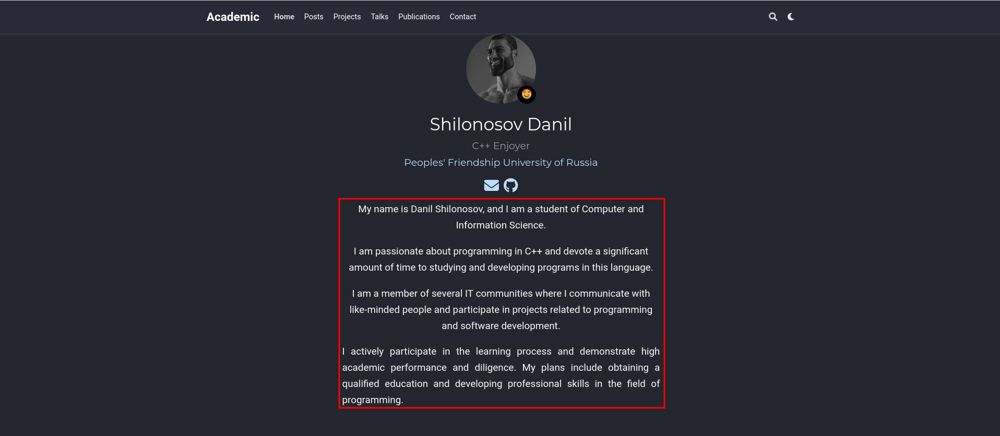 Academic Home Posts Projects Talks Publications Contact
Shilonosov Danil
C++ Enjoyer
Peoples' Friendship University of Russia
My name is Danil Shilonosov, and I am a student of Computer and
Information Science.
I am passionate about programming in C++ and devote a significant
amount of time to studying and developing programs in this language.
I am a member of several IT communities where I communicate with
like-minded people and participate in projects related to programming
and software development.
I actively participate in the learning process and demonstrate high
academic performance and diligence. My plans include obtaining a
qualified education and developing professional skills in the field of
programming.